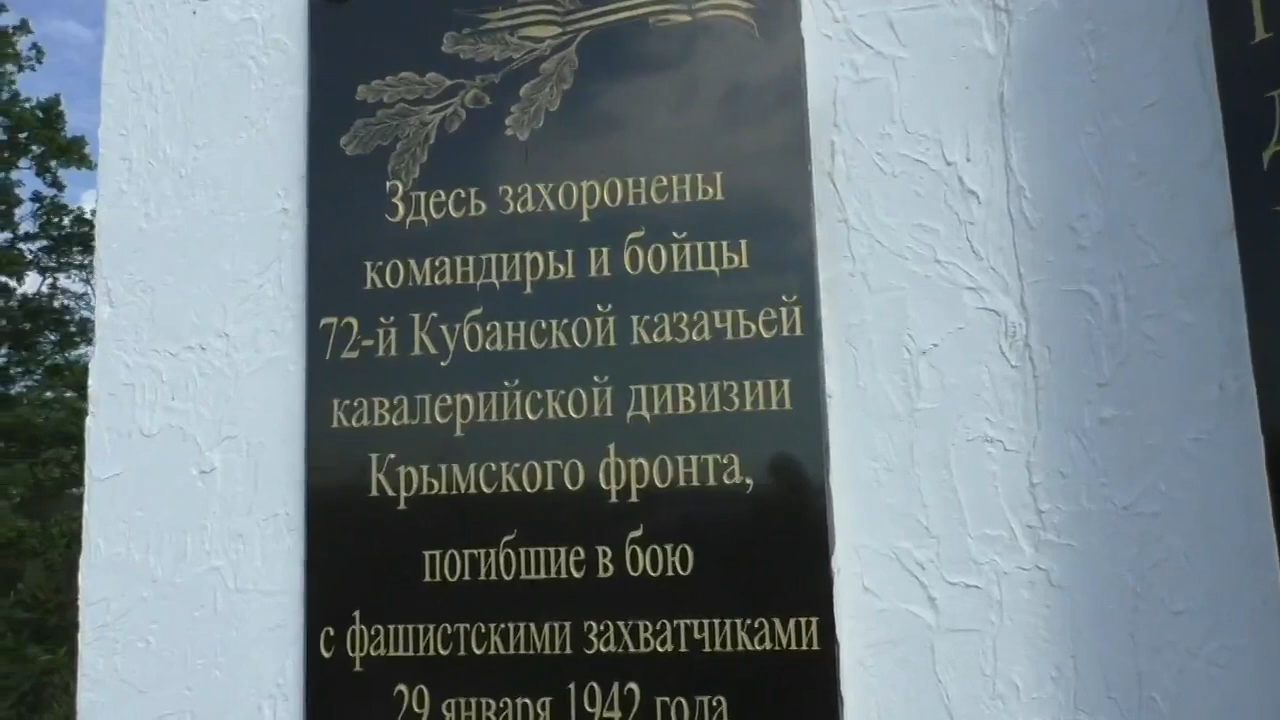 Здесь захоронены
командиры и бойцы
72-й Кубанской казачьей
кавалерийской дивизии
Крымского фронта,
погибшие в бою
с фашистскими захватчиками
29 января 1942 года